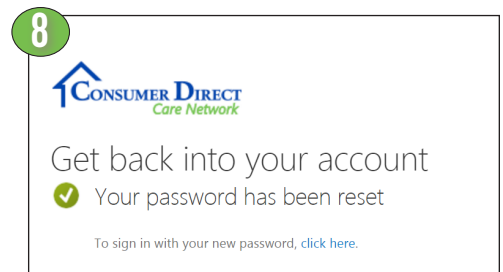 8
CONSUMER DIRECT
Care Network
Get back into your account
Your password has been reset
To sign in with your new password, click here.